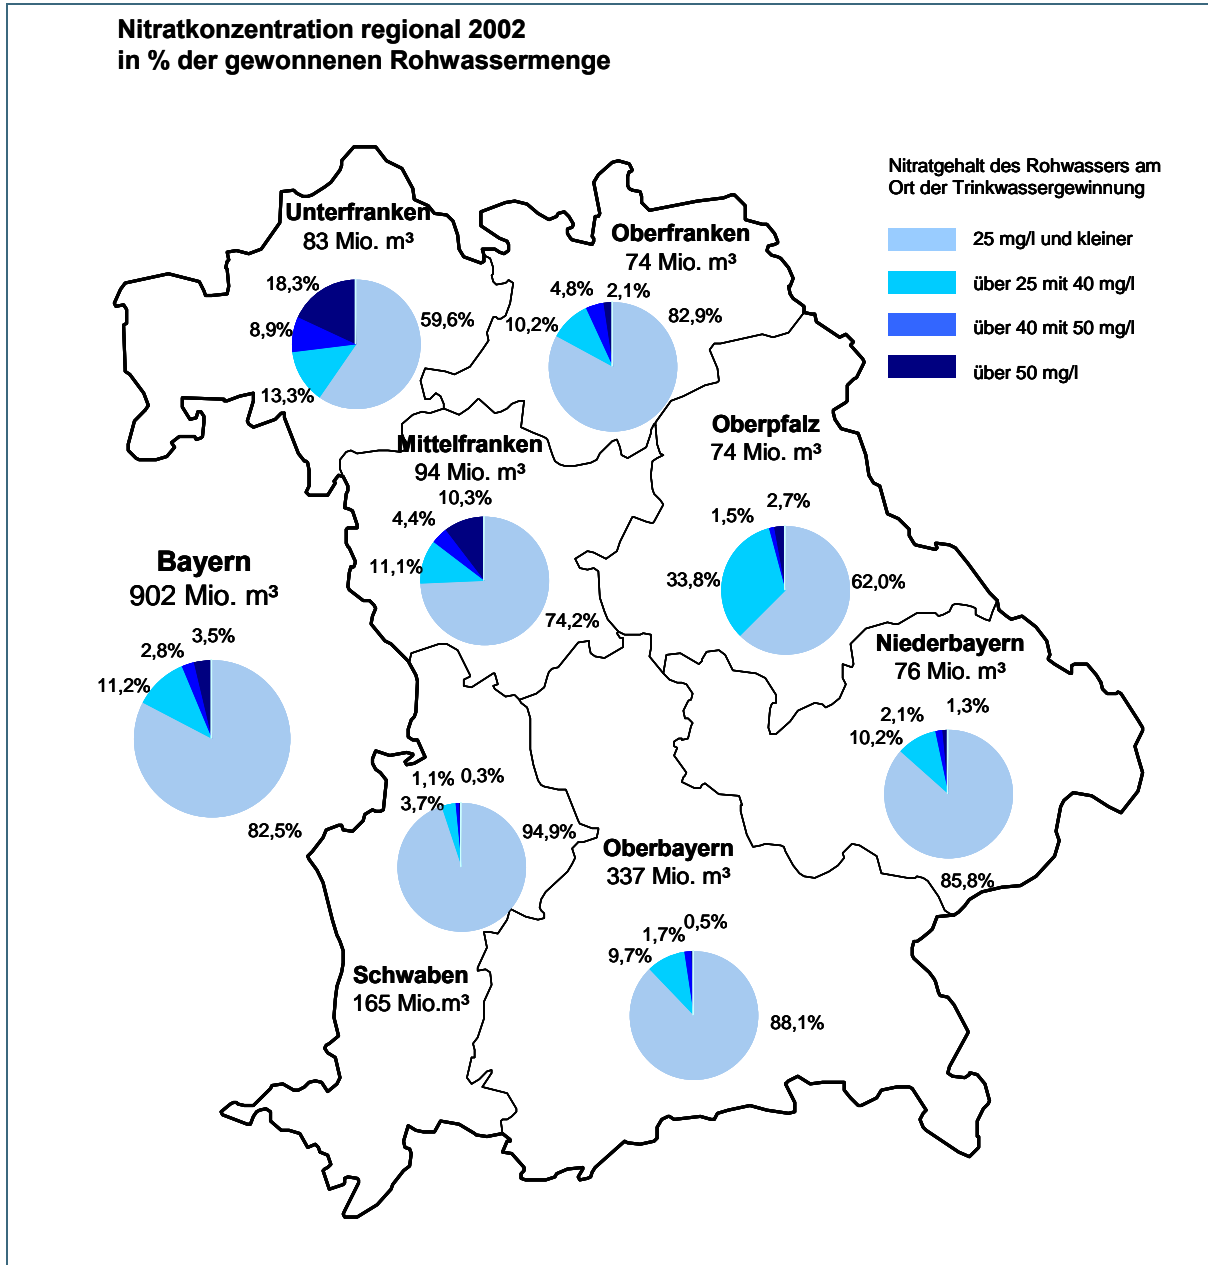 Nitratkonzentration regional 2002
in % der gewonnenen Rohwassermenge
Nitratgehalt des Rohwassers am
Ort der Trinkwassergewinnung
25 mg/l und kleiner
über 25 mit 40 mg/l
über 40 mit 50 mg/l
über 50 mg/l
Unterfranken
83 Mio. m³
18,3%
8,9%
59,6%
13,3%
Oberfranken
74 Mio. m³
4,8%
2,1%
10,2%
82,9%
Mittelfranken
94 Mio. m³
10,3%
4,4%
11,1%
74,2%
Oberpfalz
74 Mio. m³
2,7%
1,5%
33,8%
62,0%
Bayern
902 Mio. m³
3,5%
2,8%
11,2%
82,5%
Niederbayern
76 Mio. m³
1,3%
2,1%
10,2%
85,8%
1,1%
0,3%
3,7%
94,9%
Schwaben
165 Mio.m³
Oberbayern
337 Mio. m³
0,5%
1,7%
9,7%
88,1%